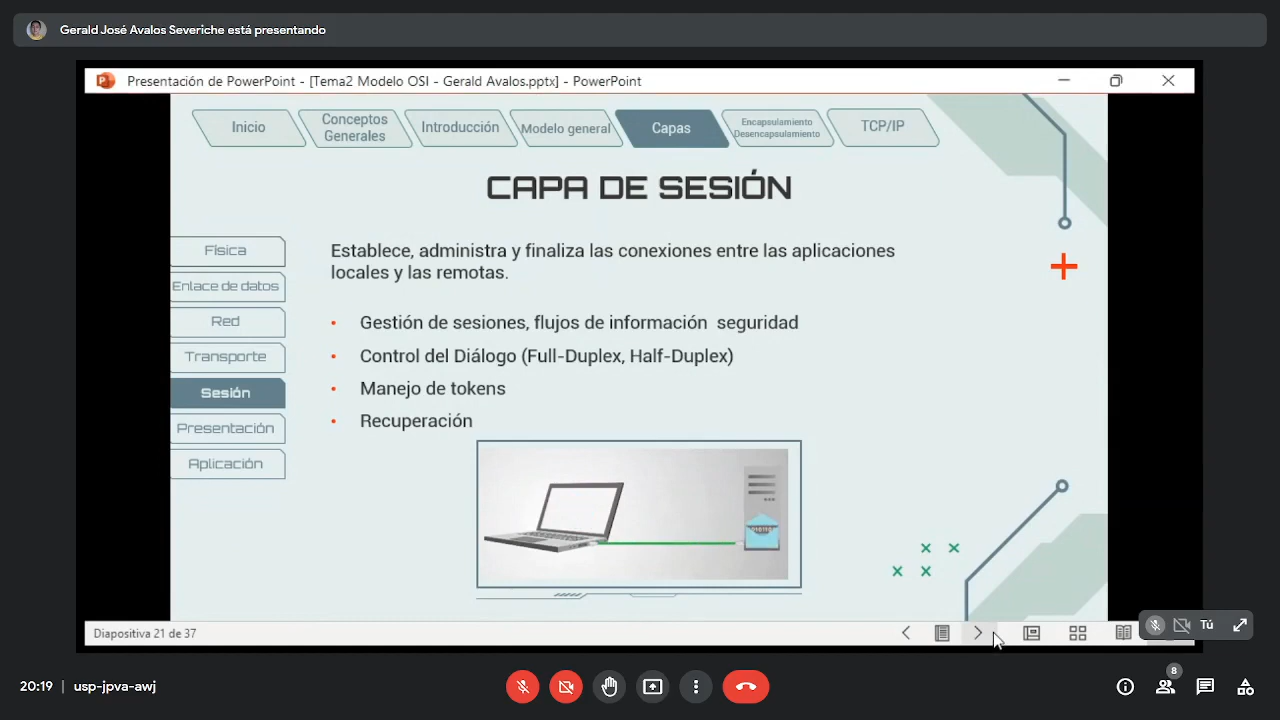 Gerald José Avalos Severiche está presentando
Presentación de PowerPoint - [Tema2 Modelo OSI - Gerald Avalos.pptx] - PowerPoint
Inicio
Conceptos
Generales
Introducción
Modelo general
Capas
Encapsulamiento
Desencapsulamiento
TCP/IP
CAPA DE SESIÓN
Física
Enlace de datos
Red
Transporte
Sesión
Presentación
Aplicación
Establece, administra y finaliza las conexiones entre las aplicaciones
locales y las remotas.
• Gestión de sesiones, flujos de información  seguridad
• Control del Diálogo (Full-Duplex, Half-Duplex)
• Manejo de tokens
• Recuperación
Diapositiva 21 de 37
Tú
20:19 | usp-jpva-awj
8